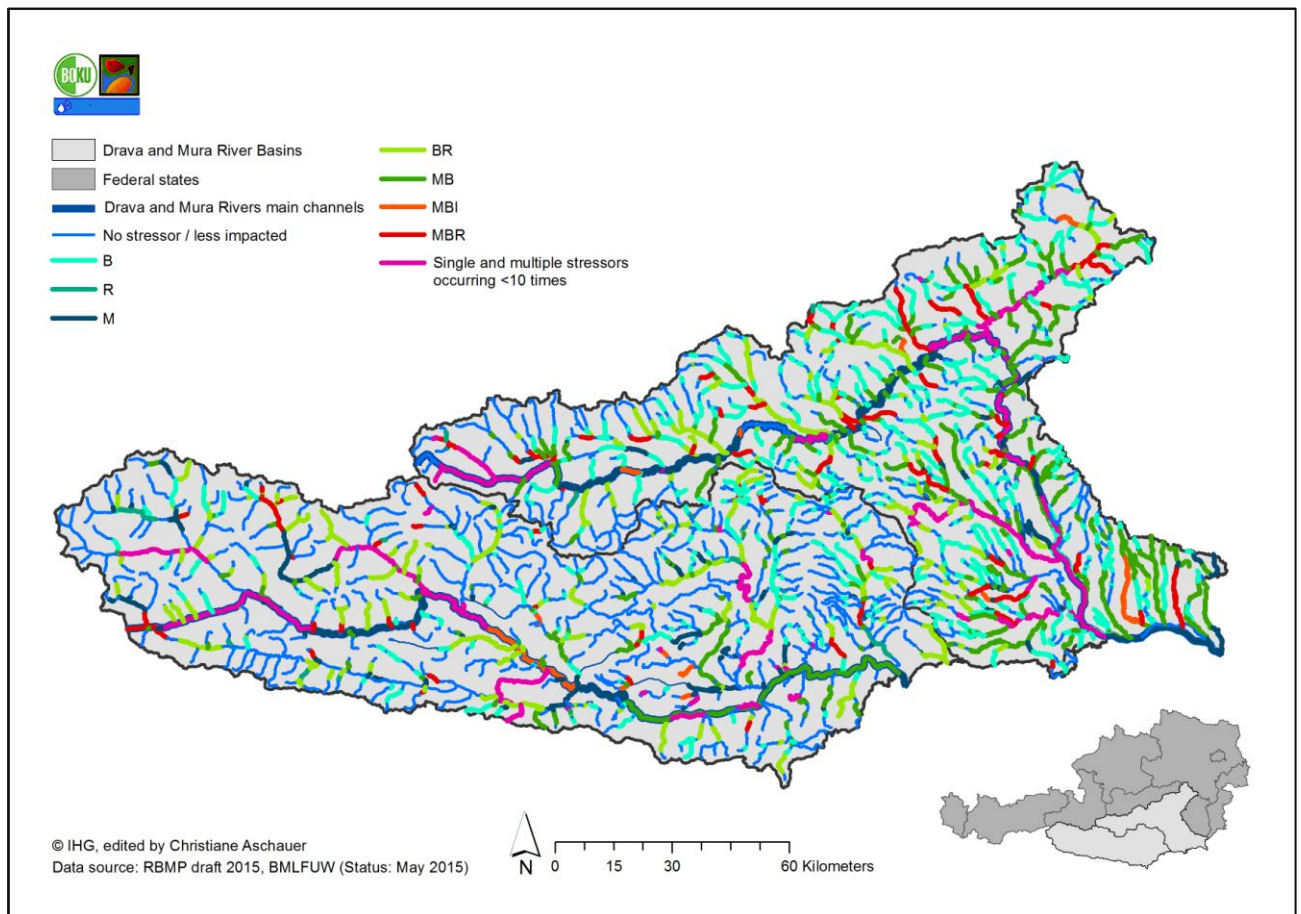 BOKU
Drava and Mura River Basins
Federal states
Drava and Mura Rivers main channels
No stressor / less impacted
B
R
M
BR
MB
MBI
MBR
Single and multiple stressors
occurring <10 times
© IHG, edited by Christiane Aschauer
Data source: RBMP draft 2015, BMLFUW (Status: May 2015)
N
0 15 30 60 Kilometers